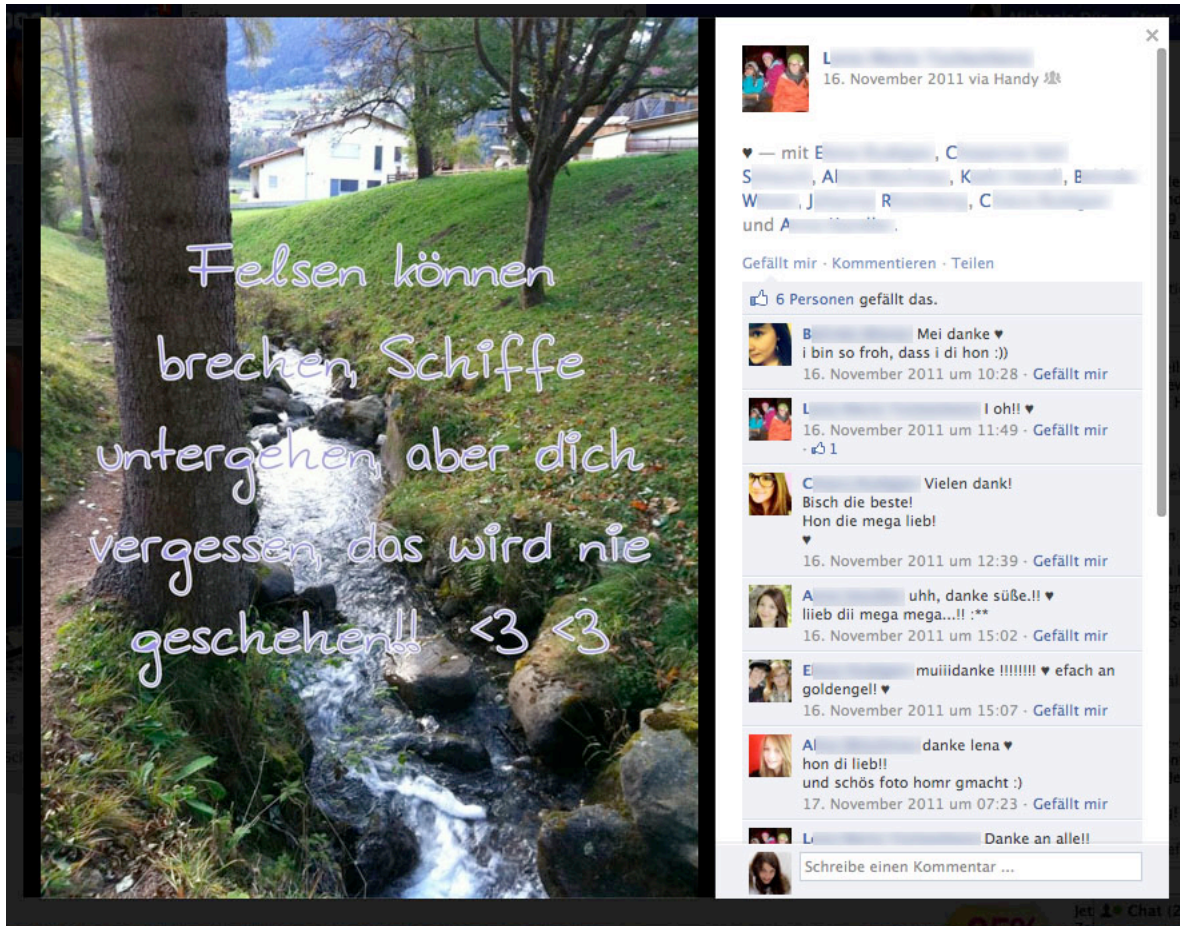 Felsen können
brechen, Schiffe
untergehen, aber dich
vergessen, das wird nie
geschehen!! <3 <3
L
16. November 2011 via Handy
♥ — mit E , C
S , Al , K , B
W , J R , C
und A .
Gefällt mir · Kommentieren · Teilen
6 Personen gefällt das.
B Mei danke ♥
i bin so froh, dass i di hon :))
16. November 2011 um 10:28 · Gefällt mir
L I oh!! ♥
16. November 2011 um 11:49 · Gefällt mir
· 1
C Vielen dank!
Bisch die beste!
Hon die mega lieb!
♥
16. November 2011 um 12:39 · Gefällt mir
A uhh, danke süße.!! ♥
liieb dii mega mega...!! :**
16. November 2011 um 15:02 · Gefällt mir
El muiiidanke !!!!!!!! ♥ efach an
goldengel! ♥
16. November 2011 um 15:07 · Gefällt mir
Al danke lena ♥
hon di lieb!!
und schös foto homr gmacht :)
17. November 2011 um 07:23 · Gefällt mir
L Danke an alle!!
Schreibe einen Kommentar ...
Chat